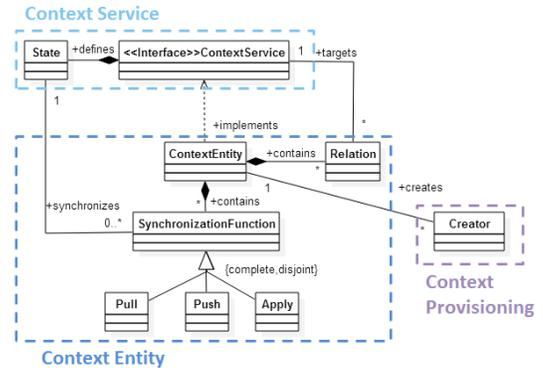 Context Service
State
+defines
<<Interface>>ContextService
1
+targets
1
*
+implements
ContextEntity
+contains
*
Relation
1
+creates
*
+contains
+synchronizes
0..*
SynchronizationFunction
*
Creator
{complete,disjoint}
Pull
Push
Apply
Context
Provisioning
Context Entity